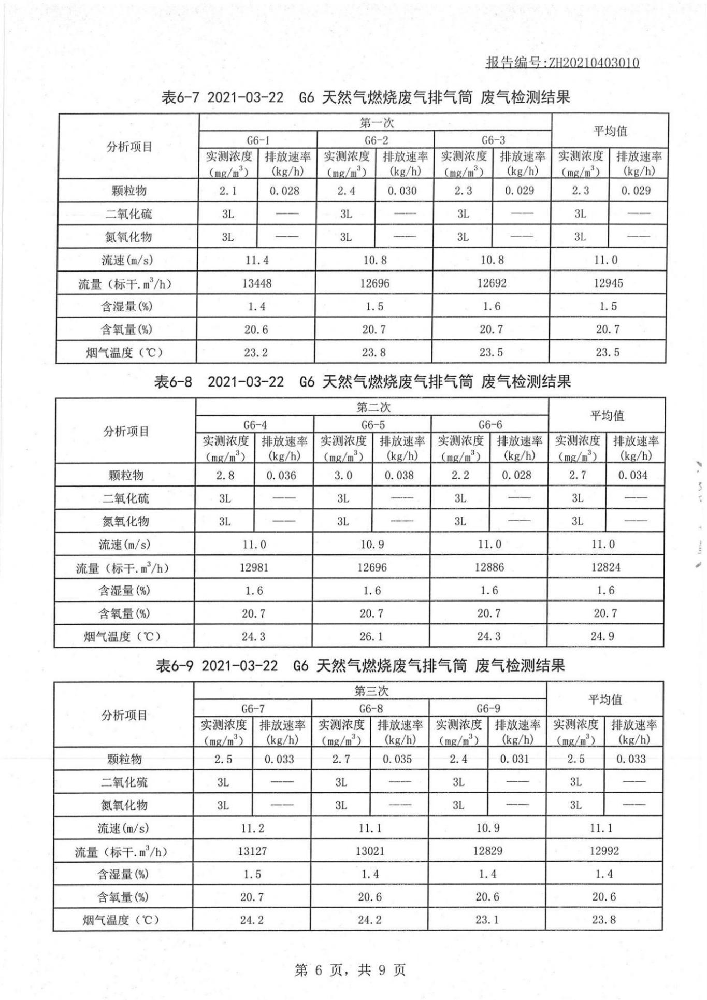 报告编号:ZH20210403010
表6-7 2021-03-22 G6 天然气燃烧废气排气筒 废气检测结果
分析项目 第一次 平均值
G6-1 G6-2 G6-3
实测浓度 排放速率 实测浓度 排放速率 实测浓度 排放速率 实测浓度 排放速率
(mg/m³) (kg/h) (mg/m³) (kg/h) (mg/m³) (kg/h) (mg/m³) (kg/h)
颗粒物 2.1 0.028 2.4 0.030 2.3 0.029 2.3 0.029
二氧化硫 3L —— 3L —— 3L —— 3L ——
氮氧化物 3L —— 3L —— 3L —— 3L ——
流速(m/s) 11.4 10.8 10.8 11.0
流量（标干.m³/h） 13448 12696 12692 12945
含湿量(%) 1.4 1.5 1.6 1.5
含氧量(%) 20.6 20.7 20.7 20.7
烟气温度（℃） 23.2 23.8 23.5 23.5
表6-8 2021-03-22 G6 天然气燃烧废气排气筒 废气检测结果
分析项目 第二次 平均值
G6-4 G6-5 G6-6
实测浓度 排放速率 实测浓度 排放速率 实测浓度 排放速率 实测浓度 排放速率
(mg/m³) (kg/h) (mg/m³) (kg/h) (mg/m³) (kg/h) (mg/m³) (kg/h)
颗粒物 2.8 0.036 3.0 0.038 2.2 0.028 2.7 0.034
二氧化硫 3L —— 3L —— 3L —— 3L ——
氮氧化物 3L —— 3L —— 3L —— 3L ——
流速(m/s) 11.0 10.9 11.0 11.0
流量（标干.m³/h） 12981 12696 12886 12824
含湿量(%) 1.6 1.6 1.6 1.6
含氧量(%) 20.7 20.7 20.7 20.7
烟气温度（℃） 24.3 26.1 24.3 24.9
表6-9 2021-03-22 G6 天然气燃烧废气排气筒 废气检测结果
分析项目 第三次 平均值
G6-7 G6-8 G6-9
实测浓度 排放速率 实测浓度 排放速率 实测浓度 排放速率 实测浓度 排放速率
(mg/m³) (kg/h) (mg/m³) (kg/h) (mg/m³) (kg/h) (mg/m³) (kg/h)
颗粒物 2.5 0.033 2.7 0.035 2.4 0.031 2.5 0.033
二氧化硫 3L —— 3L —— 3L —— 3L ——
氮氧化物 3L —— 3L —— 3L —— 3L ——
流速(m/s) 11.2 11.1 10.9 11.1
流量（标干.m³/h） 13127 13021 12829 12992
含湿量(%) 1.5 1.4 1.4 1.4
含氧量(%) 20.7 20.6 20.6 20.6
烟气温度（℃） 24.2 24.2 23.1 23.8
第 6 页，共 9 页